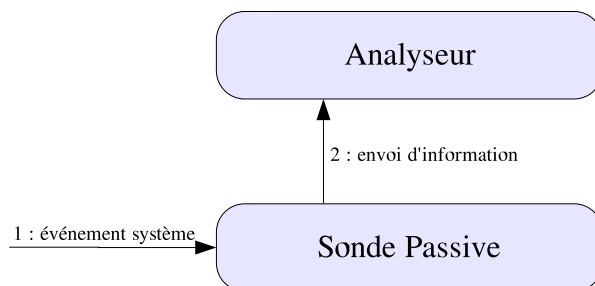 Analyseur
2 : envoi d'information
1 : événement système
Sonde Passive